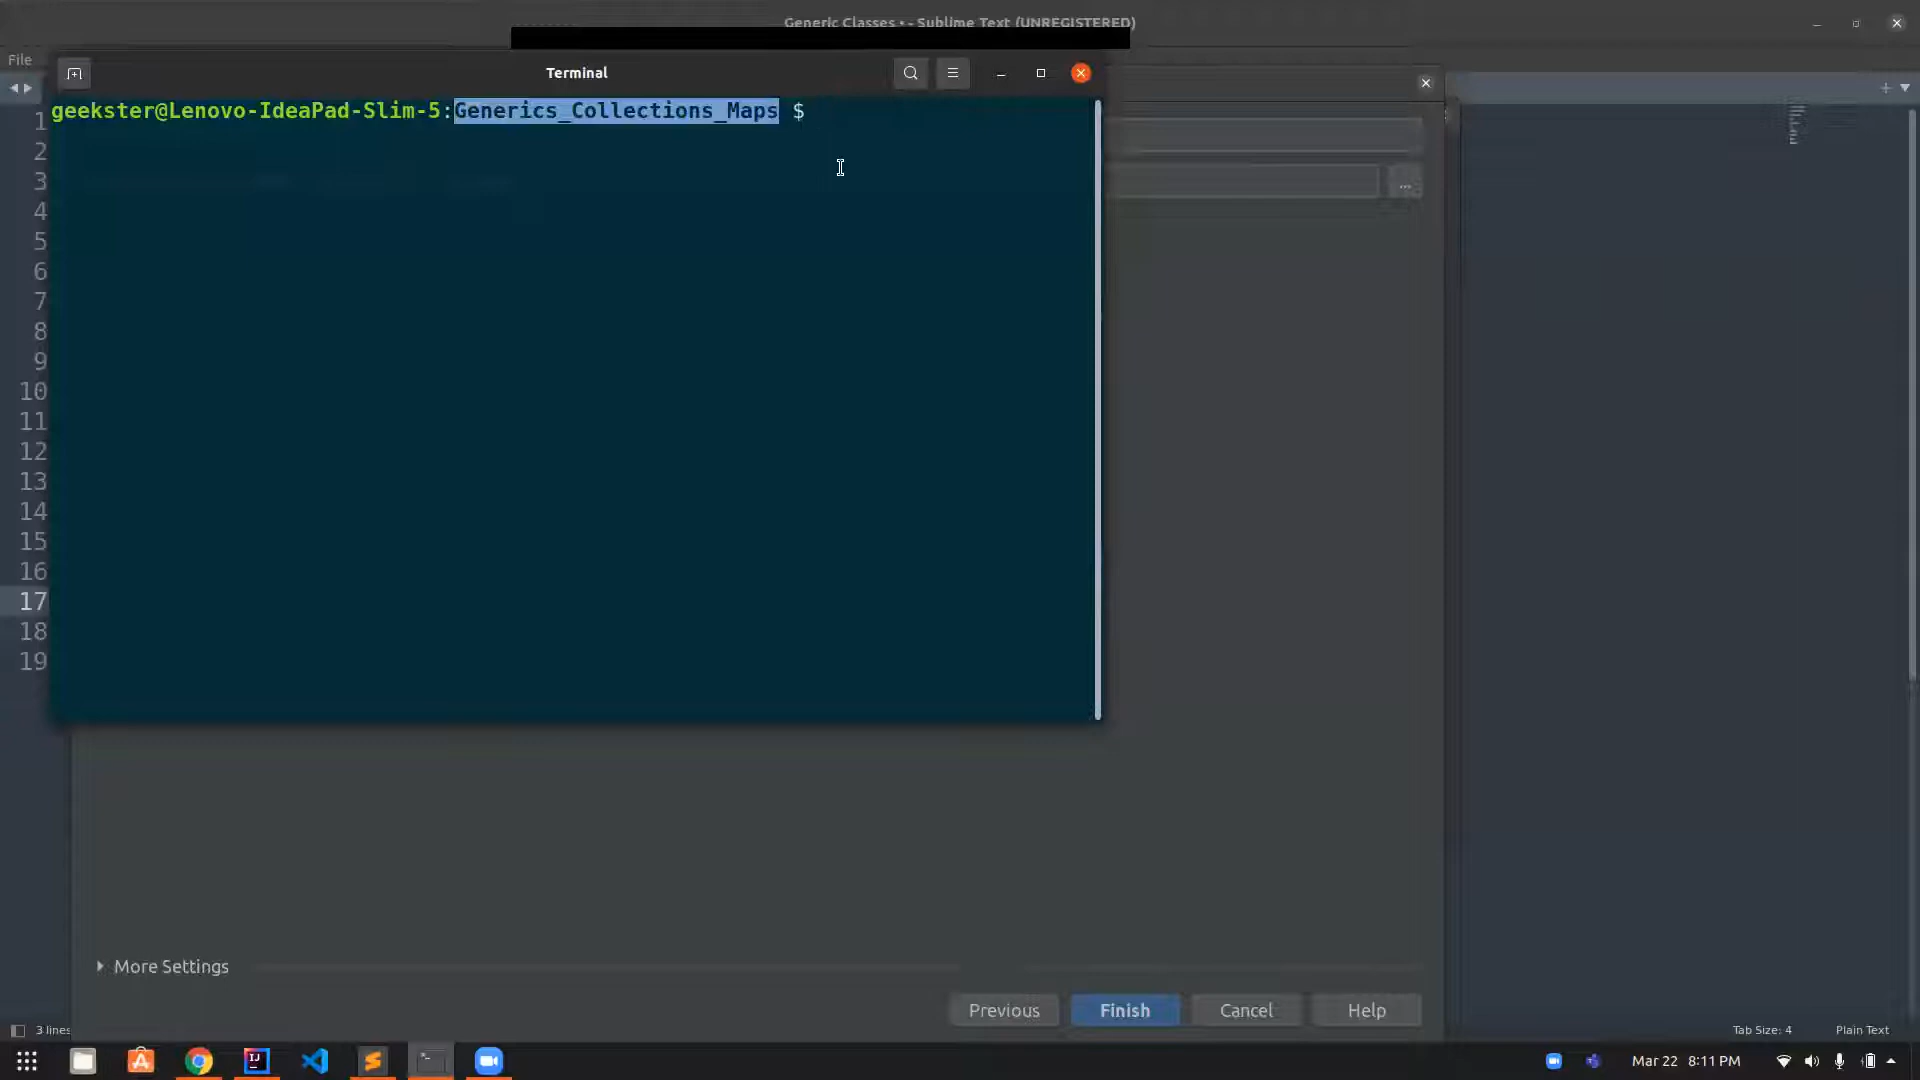 Generic Classes • - Sublime Text (UNREGISTERED)
File
Terminal
geekster@Lenovo-IdeaPad-Slim-5:Generics_Collections_Maps $
1
2
3
4
5
6
7
8
9
10
11
12
13
14
15
16
17
18
19
...
More Settings
Previous Finish Cancel Help
3 lines
Tab Size: 4 Plain Text
Mar 22 8:11 PM